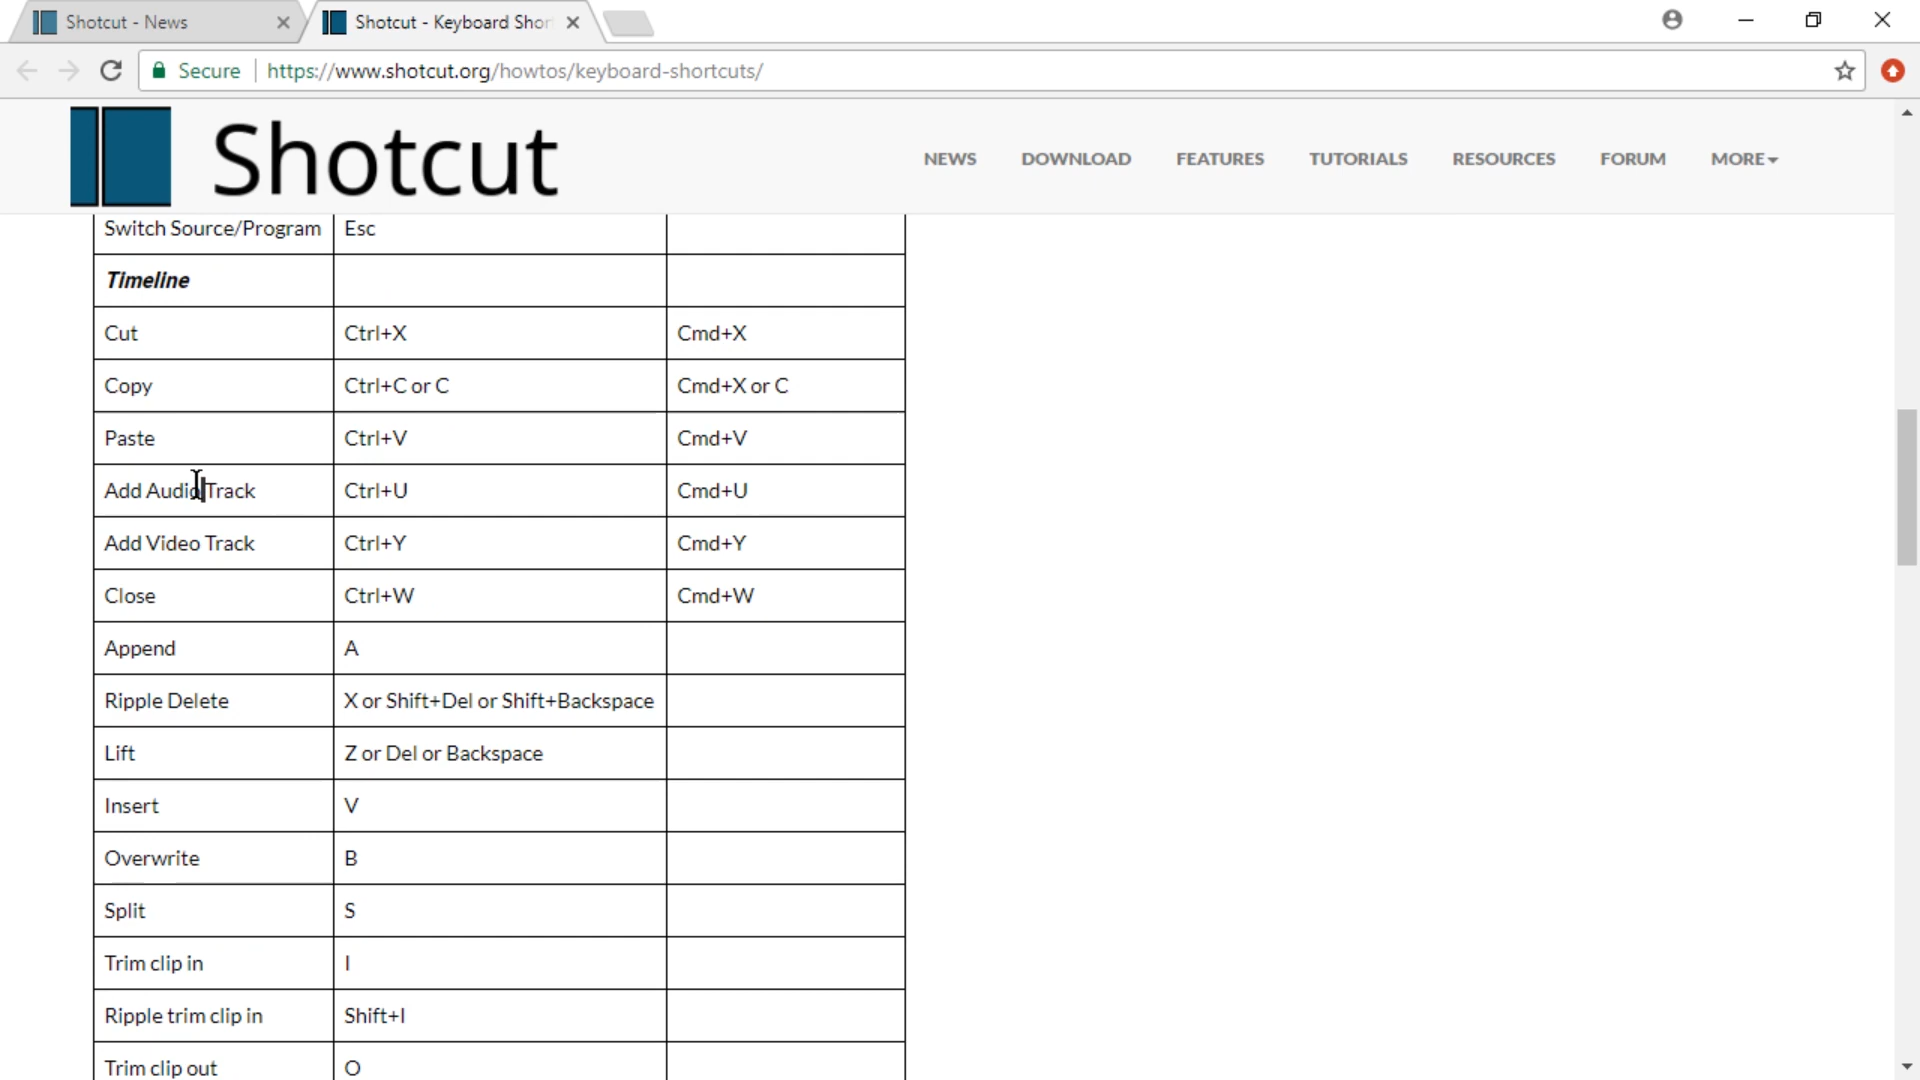 Shotcut - News
Shotcut - Keyboard Shor
Secure https://www.shotcut.org/howtos/keyboard-shortcuts/
Shotcut
NEWS DOWNLOAD FEATURES TUTORIALS RESOURCES FORUM MORE
Switch Source/Program Esc
Timeline
Cut Ctrl+X Cmd+X
Copy Ctrl+C or C Cmd+X or C
Paste Ctrl+V Cmd+V
Add Audio Track Ctrl+U Cmd+U
Add Video Track Ctrl+Y Cmd+Y
Close Ctrl+W Cmd+W
Append A
Ripple Delete X or Shift+Del or Shift+Backspace
Lift Z or Del or Backspace
Insert V
Overwrite B
Split S
Trim clip in I
Ripple trim clip in Shift+I
Trim clip out O